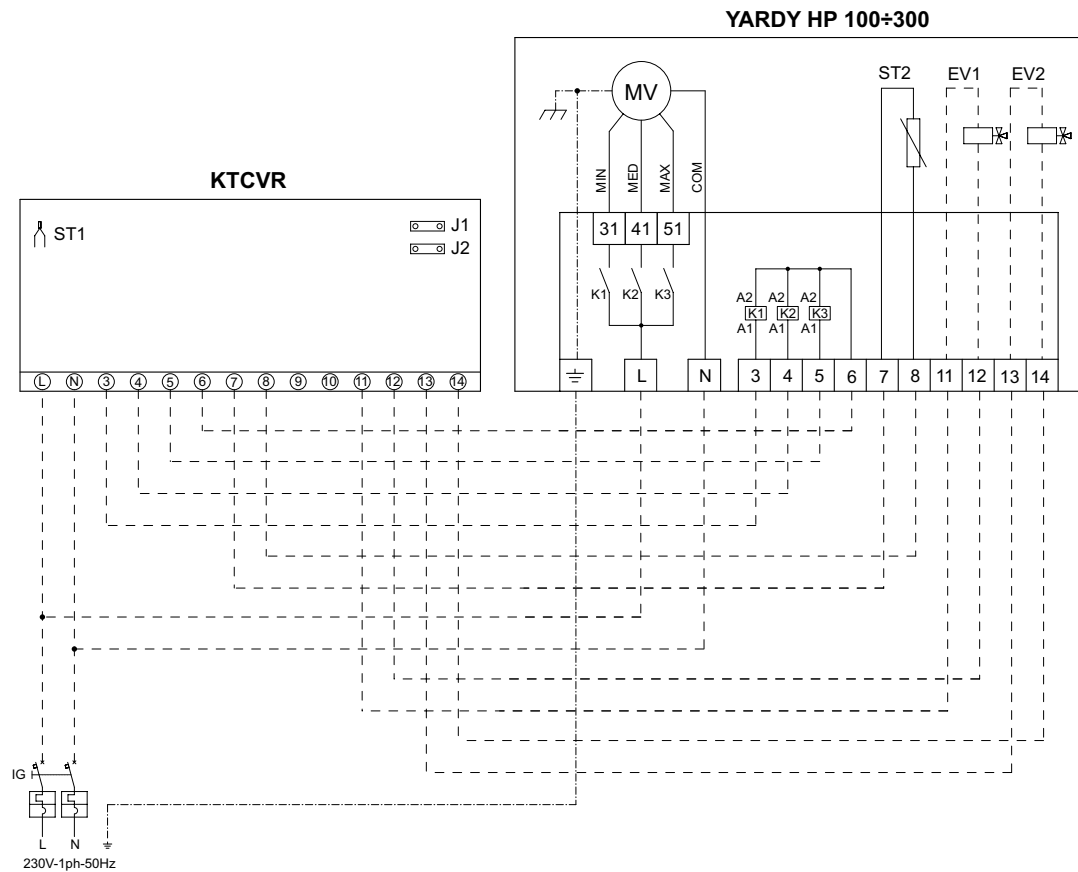 YARDY HP 100÷300
ST2 EV1 EV2
MV
MIN MED MAX COM
KTCVR
ST1
J1
J2
31 41 51
K1 K2 K3
A2 A2 A2
K1 K2 K3
A1 A1 A1
L N 3 4 5 6 7 8 9 10 11 12 13 14
L N 3 4 5 6 7 8 11 12 13 14
IG
L N
230V-1ph-50Hz